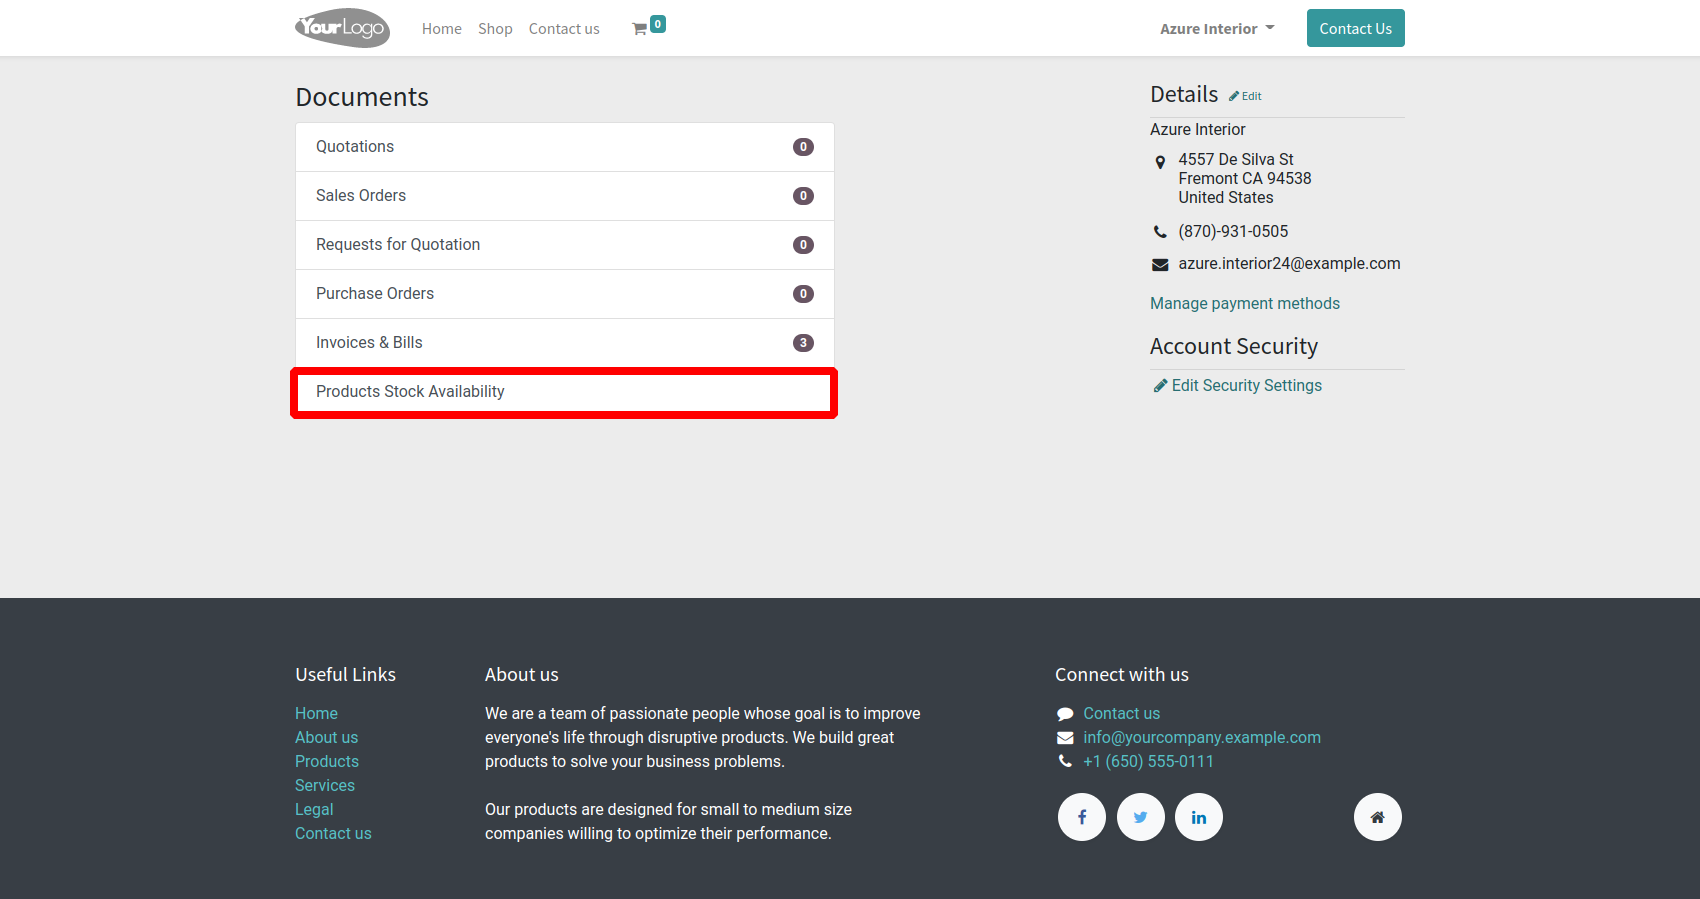 YourLogo
Home Shop Contact us 0
Azure Interior Contact Us
Documents
Quotations 0
Sales Orders 0
Requests for Quotation 0
Purchase Orders 0
Invoices & Bills 3
Products Stock Availability
Details Edit
Azure Interior
4557 De Silva St
Fremont CA 94538
United States
(870)-931-0505
azure.interior24@example.com
Manage payment methods
Account Security
Edit Security Settings
Useful Links
Home
About us
Products
Services
Legal
Contact us
About us
We are a team of passionate people whose goal is to improve
everyone's life through disruptive products. We build great
products to solve your business problems.
Our products are designed for small to medium size
companies willing to optimize their performance.
Connect with us
Contact us
info@yourcompany.example.com
+1 (650) 555-0111